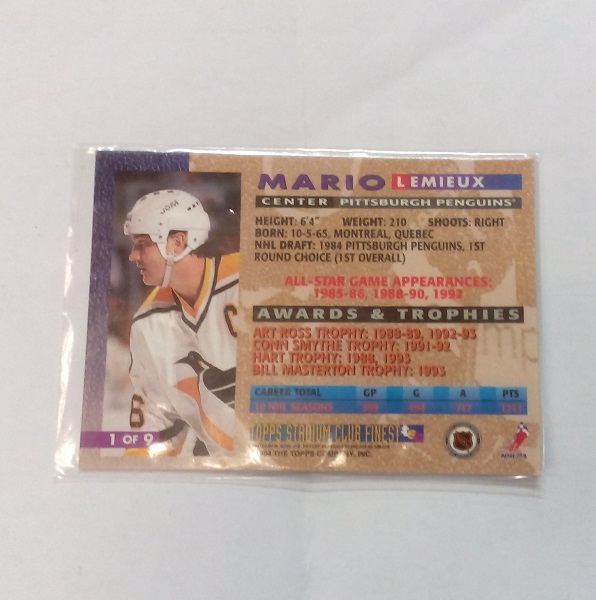 MARIO LEMIEUX
CENTER PITTSBURGH PENGUINS
HEIGHT: 6'4" WEIGHT: 210 SHOOTS: RIGHT
BORN: 10-5-65, MONTREAL, QUEBEC
NHL DRAFT: 1984 PITTSBURGH PENGUINS, 1ST
ROUND CHOICE (1ST OVERALL)
ALL-STAR GAME APPEARANCES:
1985-86, 1988-90, 1992
AWARDS & TROPHIES
ART ROSS TROPHY: 1988-89, 1992-93
CONN SMYTHE TROPHY: 1991-92
HART TROPHY: 1988, 1993
BILL MASTERTON TROPHY: 1993
CAREER TOTAL GP G A PTS
10 NHL SEASONS 717
TOPPS STADIUM CLUB FINEST
THE TOPPS COMPANY, INC.
JOFA
C
6
1 OF 9